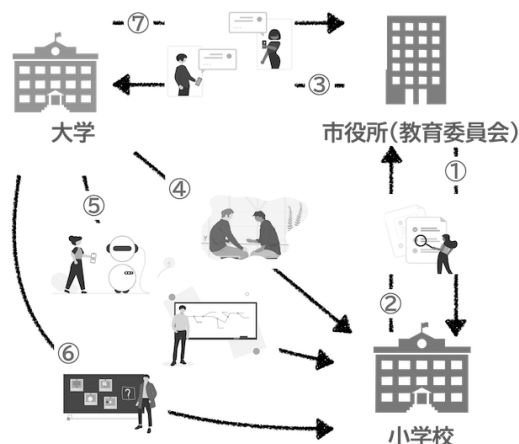 ⑦
③
大学
市役所(教育委員会)
①
④
⑤
②
⑥
?
小学校